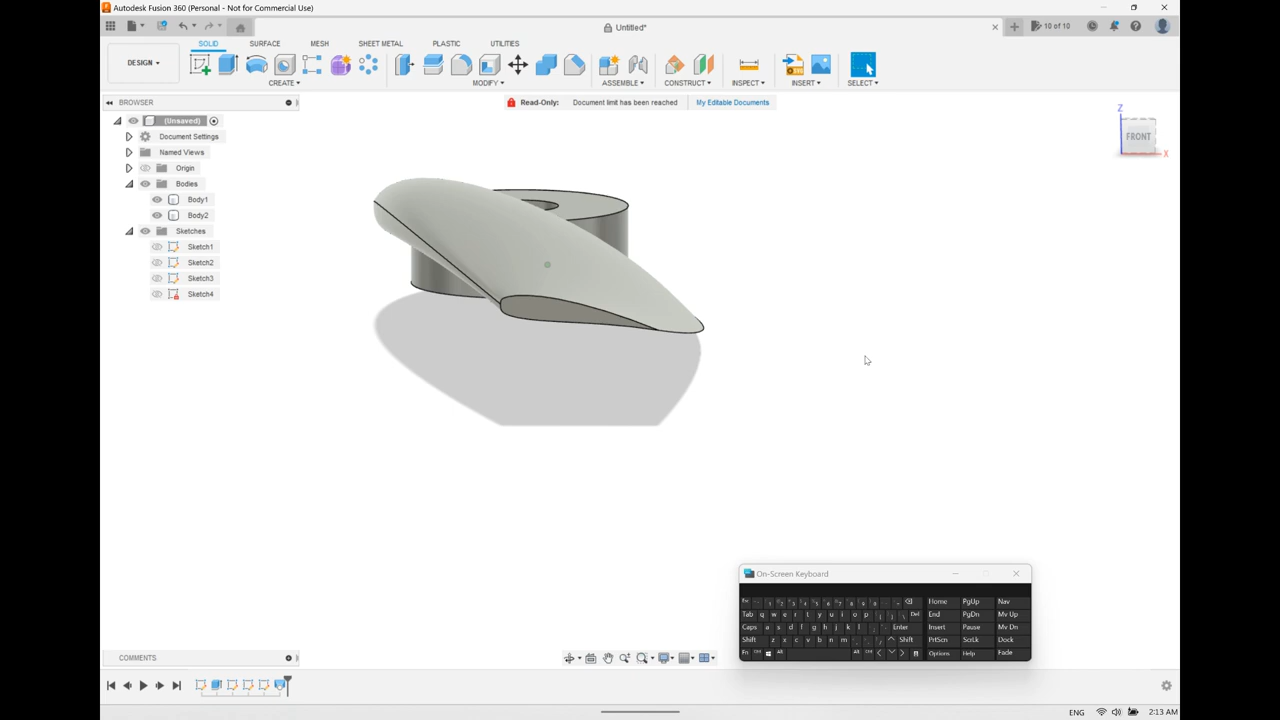 Autodesk Fusion 360 (Personal - Not for Commercial Use)
Untitled*
10 of 10
DESIGN
SOLID SURFACE MESH SHEET METAL PLASTIC UTILITIES
CREATE MODIFY ASSEMBLE CONSTRUCT INSPECT INSERT SELECT
BROWSER
Read-Only: Document limit has been reached My Editable Documents
(Unsaved)
Document Settings
Named Views
Origin
Bodies
Body1
Body2
Sketches
Sketch1
Sketch2
Sketch3
Sketch4
Z
FRONT
X
On-Screen Keyboard
Home PgUp Nav
Tab q w e r t y u i o p Del End PgDn Mv Up
Caps a s d f g h j k l Enter Insert Pause Mv Dn
Shift z x c v b n m Shift PrtScn ScrLk Dock
Fn Options Help Fade
COMMENTS
ENG 2:13 AM